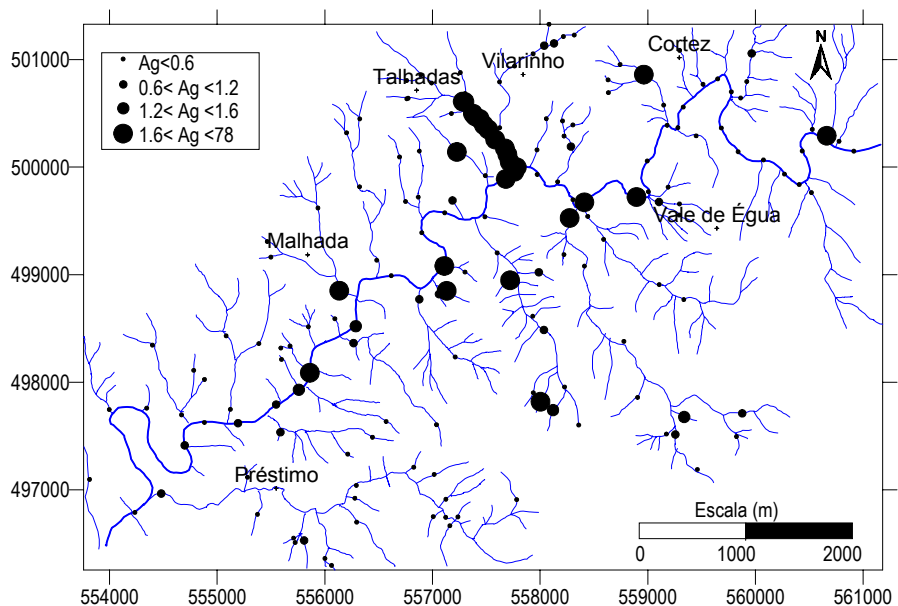 501000
500000
499000
498000
497000
Ag<0.6
0.6< Ag <1.2
1.2< Ag <1.6
1.6< Ag <78
Talhadas
Vilarinho
Cortez
N
Vale de Égua
Malhada
Préstimo
Escala (m)
0 1000 2000
554000 555000 556000 557000 558000 559000 560000 561000